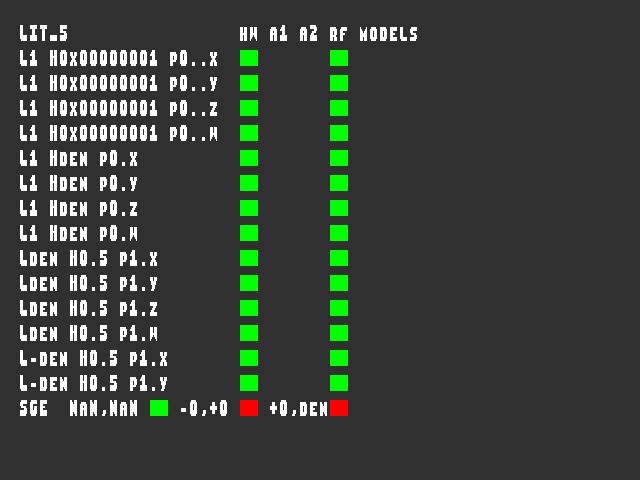 LIT_5 HW A1 A2 RF MODELS
L1 H0x00000001 p0..x
L1 H0x00000001 p0..y
L1 H0x00000001 p0..z
L1 H0x00000001 p0..w
L1 Hden p0.x
L1 Hden p0.y
L1 Hden p0.z
L1 Hden p0.w
Lden H0.5 p1.x
Lden H0.5 p1.y
Lden H0.5 p1.z
Lden H0.5 p1.w
L-den H0.5 p1.x
L-den H0.5 p1.y
SGE NaN,NaN -0,+0 +0,den